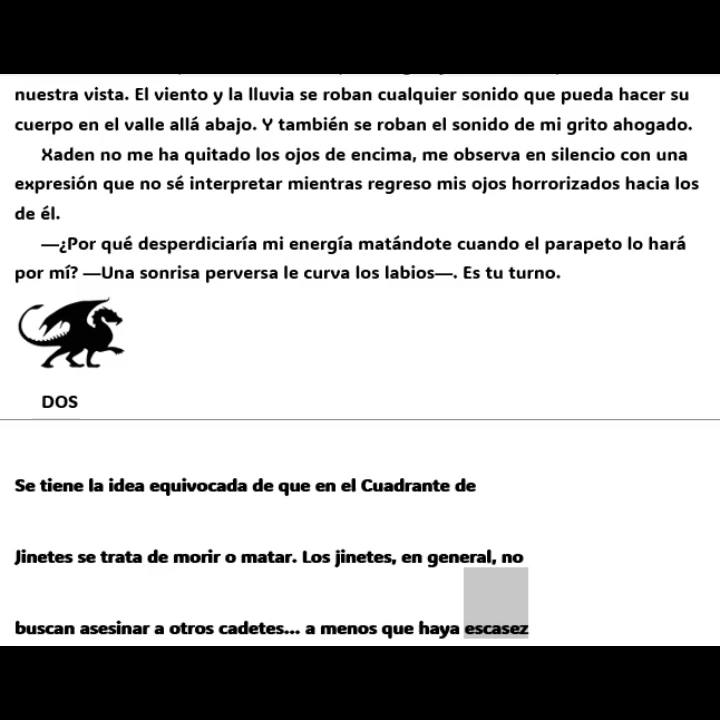 nuestra vista. El viento y la lluvia se roban cualquier sonido que pueda hacer su
cuerpo en el valle allá abajo. Y también se roban el sonido de mi grito ahogado.
Xaden no me ha quitado los ojos de encima, me observa en silencio con una
expresión que no sé interpretar mientras regreso mis ojos horrorizados hacia los
de él.
—¿Por qué desperdiciaría mi energía matándote cuando el parapeto lo hará
por mí? —Una sonrisa perversa le curva los labios—. Es tu turno.
DOS
Se tiene la idea equivocada de que en el Cuadrante de
Jinetes se trata de morir o matar. Los jinetes, en general, no
buscan asesinar a otros cadetes... a menos que haya escasez